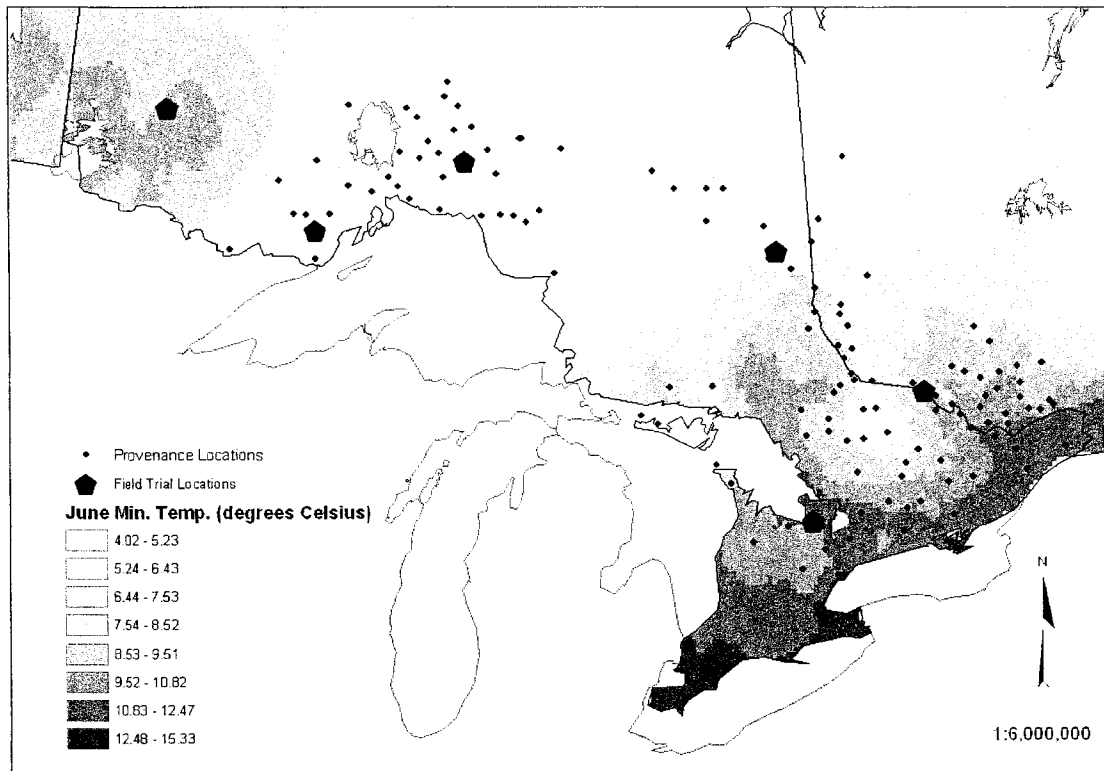 Provenance Locations
Field Trial Locations
June Min. Temp. (degrees Celsius)
4.02 - 5.23
5.24 - 6.43
6.44 - 7.53
7.54 - 8.52
8.53 - 9.51
9.52 - 10.82
10.83 - 12.47
12.48 - 15.33
N
1:6,000,000